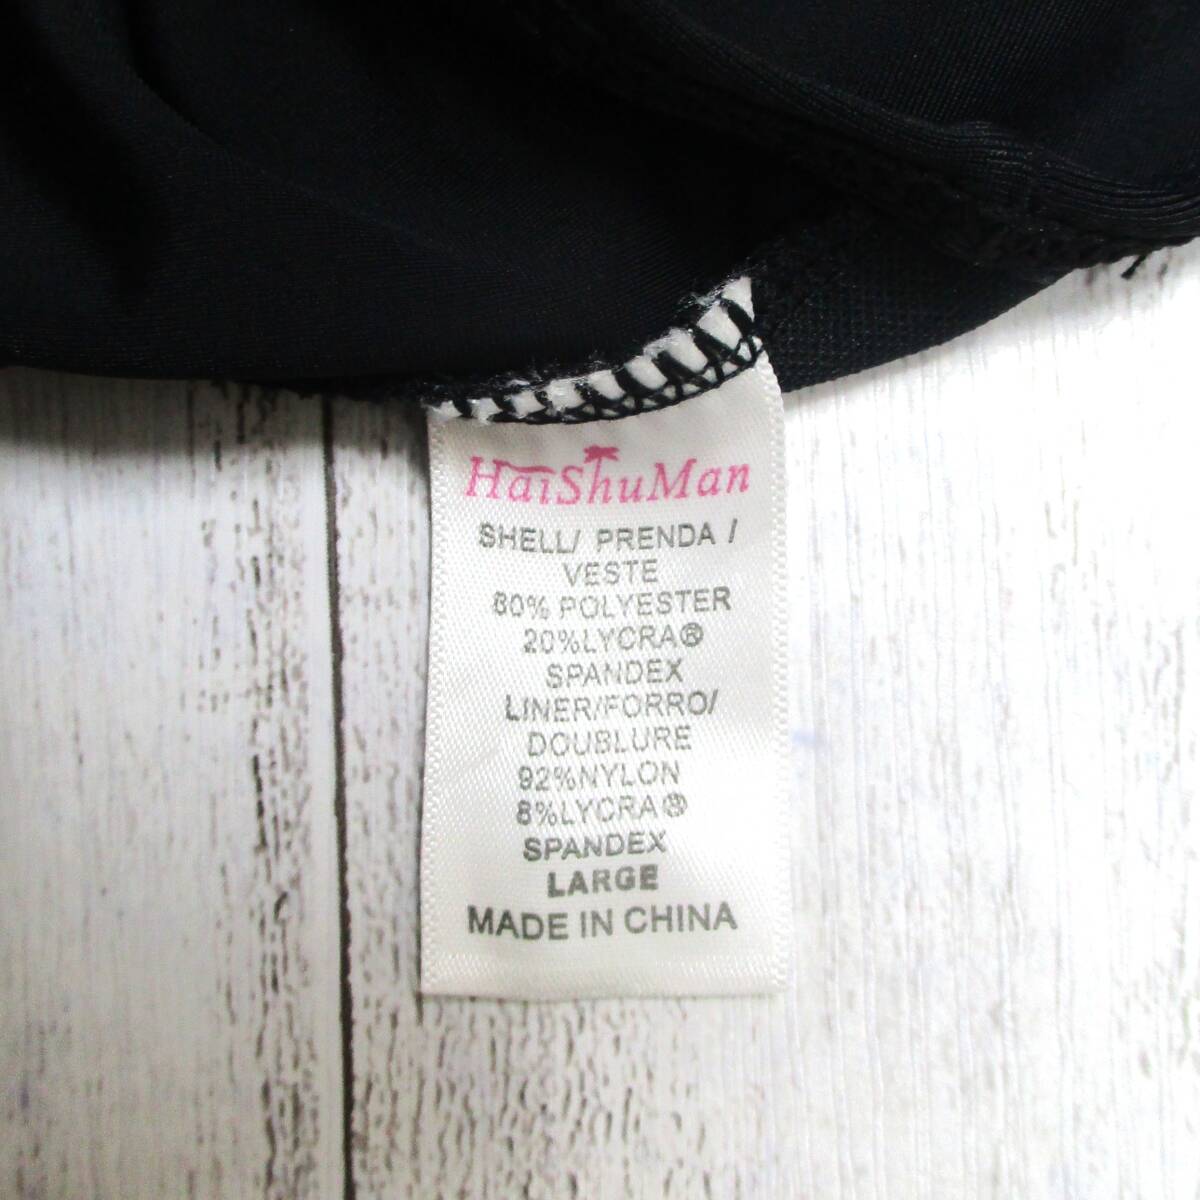 HaiShuMan
SHELL/ PRENDA /
VESTE
80% POLYESTER
20%LYCRA®
SPANDEX
LINER/FORRO/
DOUBLURE
92%NYLON
8%LYCRA®
SPANDEX
LARGE
MADE IN CHINA